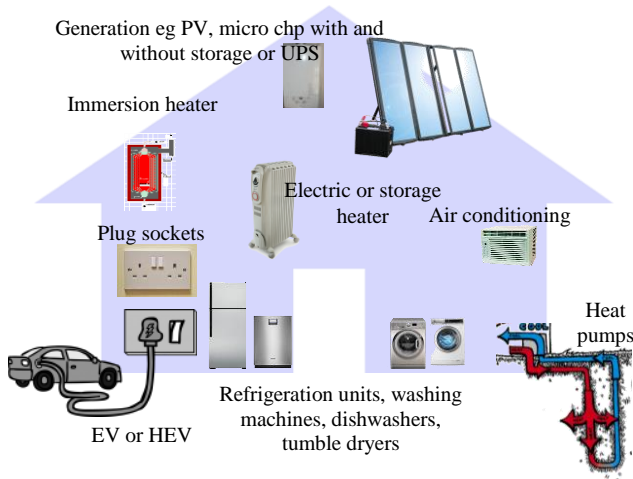 Generation eg PV, micro chp with and
without storage or UPS
Immersion heater
Electric or storage
heater
Air conditioning
Plug sockets
Heat
pumps
COOL
Refrigeration units, washing
machines, dishwashers,
tumble dryers
EV or HEV